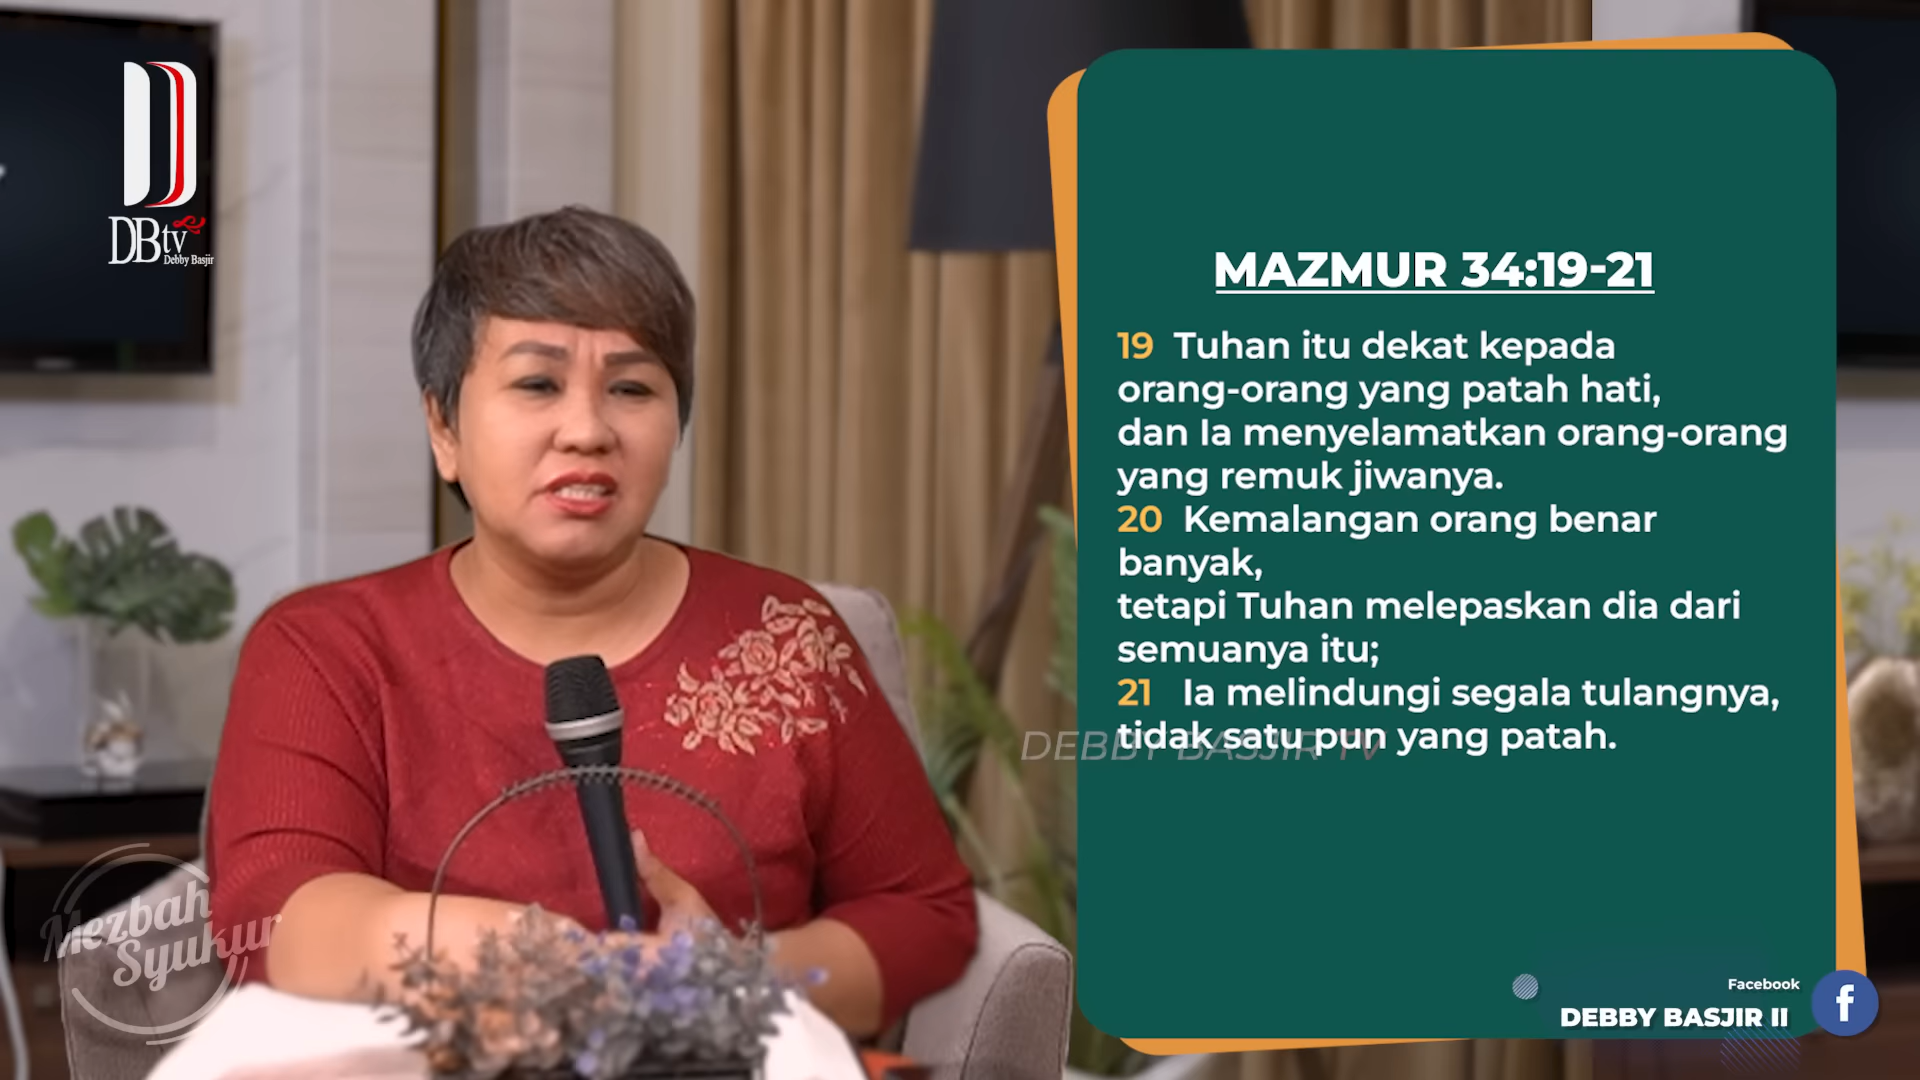 DBtv
Debby Basjir
MAZMUR 34:19-21
19 Tuhan itu dekat kepada
orang-orang yang patah hati,
dan Ia menyelamatkan orang-orang
yang remuk jiwanya.
20 Kemalangan orang benar
banyak,
tetapi Tuhan melepaskan dia dari
semuanya itu;
21 Ia melindungi segala tulangnya,
tidak satu pun yang patah.
DEBBY BASJIR TV
Mezbah
Syukur
Facebook
DEBBY BASJIR II
f